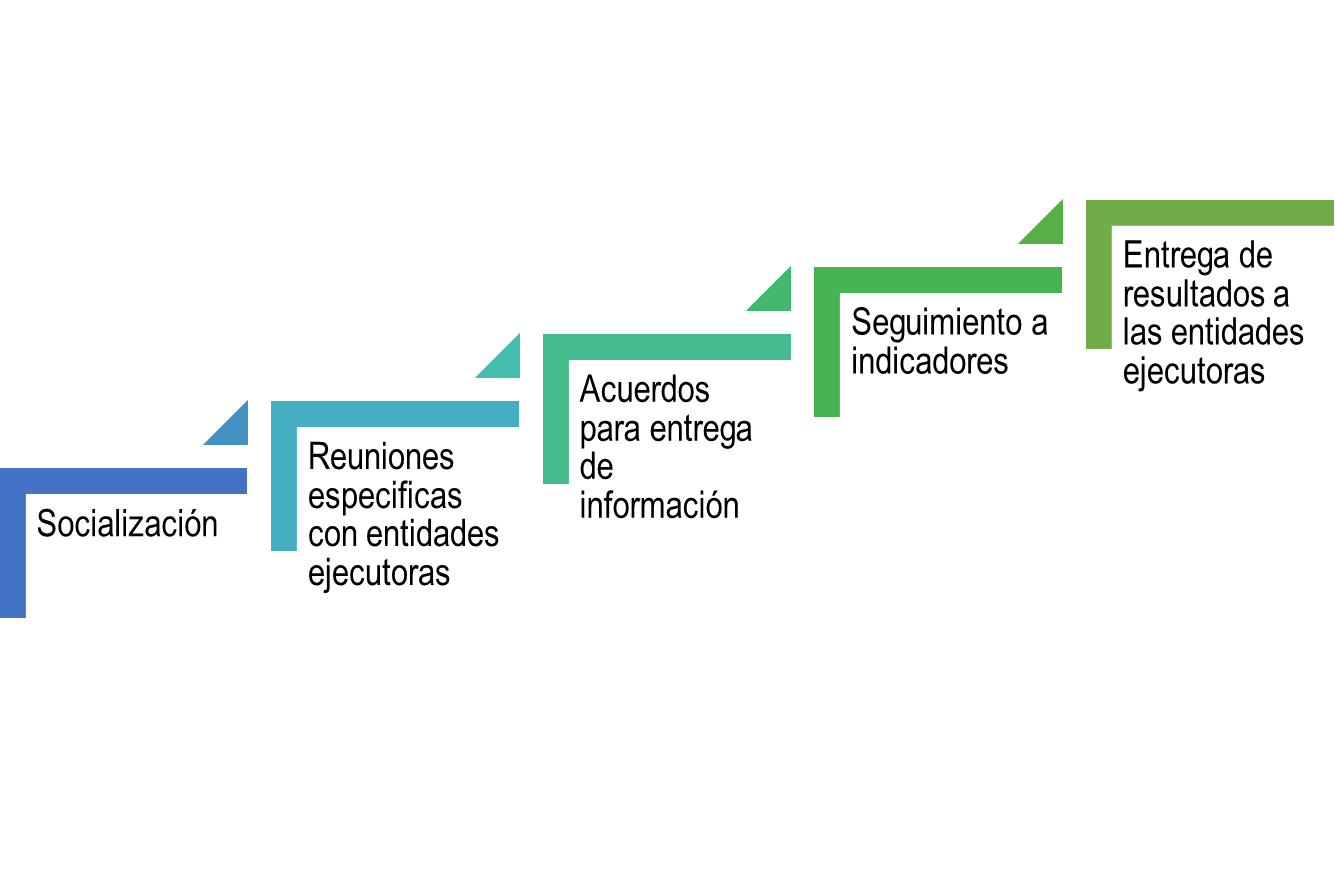 Socialización
Reuniones
especificas
con entidades
ejecutoras
Acuerdos
para entrega
de
información
Seguimiento a
indicadores
Entrega de
resultados a
las entidades
ejecutoras